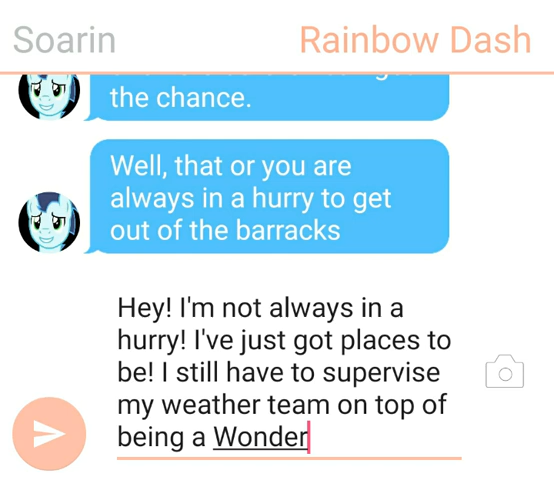 Soarin
Rainbow Dash
the chance.
Well, that or you are
always in a hurry to get
out of the barracks
Hey! I'm not always in a
hurry! I've just got places to
be! I still have to supervise
my weather team on top of
being a Wonder